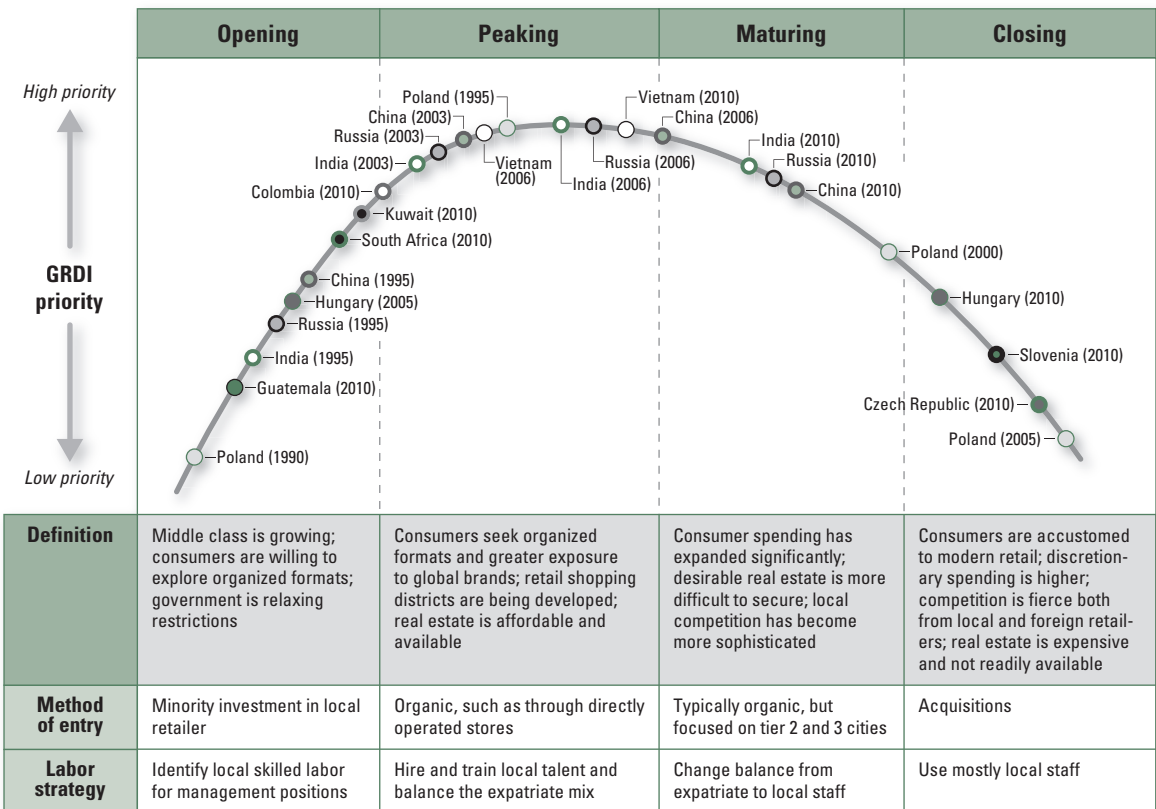 Opening
Peaking
Maturing
Closing
High priority
GRDI
priority
Low priority
Poland (1995)
China (2003)
Russia (2003)
India (2003)
Colombia (2010)
Kuwait (2010)
South Africa (2010)
China (1995)
Hungary (2005)
Russia (1995)
India (1995)
Guatemala (2010)
Poland (1990)
Vietnam
(2006)
India (2006)
Russia (2006)
Vietnam (2010)
China (2006)
India (2010)
Russia (2010)
China (2010)
Poland (2000)
Hungary (2010)
Slovenia (2010)
Czech Republic (2010)
Poland (2005)
Definition
Middle class is growing;
consumers are willing to
explore organized formats;
government is relaxing
restrictions
Consumers seek organized
formats and greater exposure
to global brands; retail shopping
districts are being developed;
real estate is affordable and
available
Consumer spending has
expanded significantly;
desirable real estate is more
difficult to secure; local
competition has become
more sophisticated
Consumers are accustomed
to modern retail; discretion-
ary spending is higher;
competition is fierce both
from local and foreign retail-
ers; real estate is expensive
and not readily available
Method
of entry
Minority investment in local
retailer
Organic, such as through directly
operated stores
Typically organic, but
focused on tier 2 and 3 cities
Acquisitions
Labor
strategy
Identify local skilled labor
for management positions
Hire and train local talent and
balance the expatriate mix
Change balance from
expatriate to local staff
Use mostly local staff